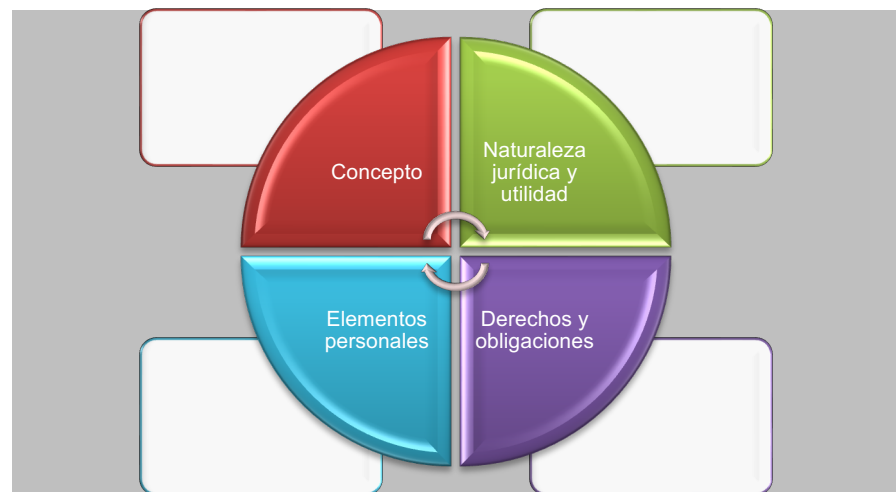 Concepto
Naturaleza
jurídica y
utilidad
Elementos
personales
Derechos y
obligaciones